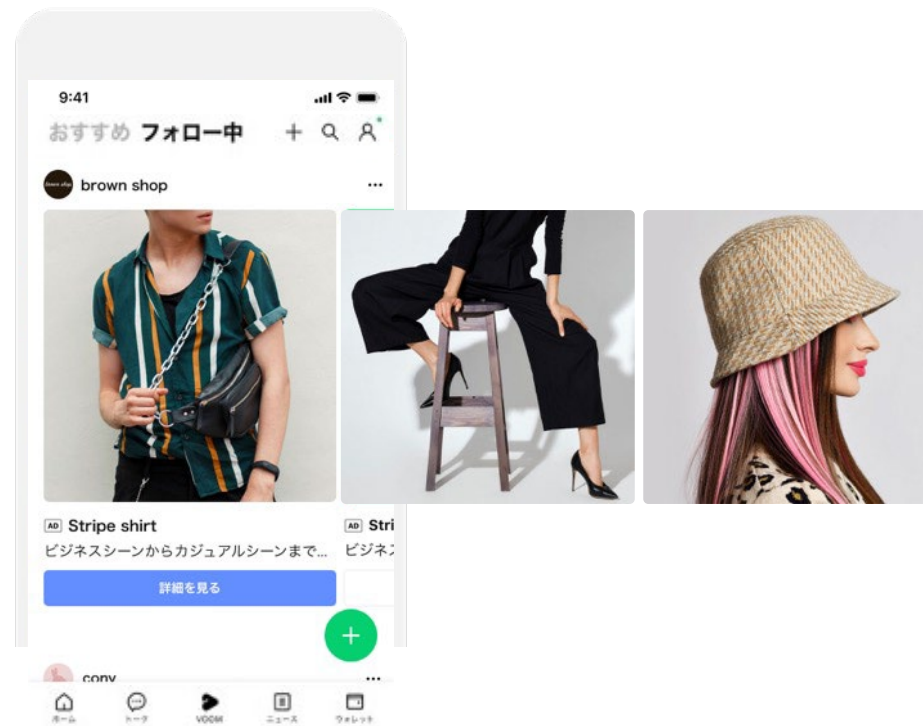 9:41
おすすめ フォロー中
brown shop
AD Stripe shirt
ビジネスシーンからカジュアルシーンまで...
詳細を見る
AD Stri
ビジネス
cony
ホーム
トーク
VOOM
ニュース
ウォレット